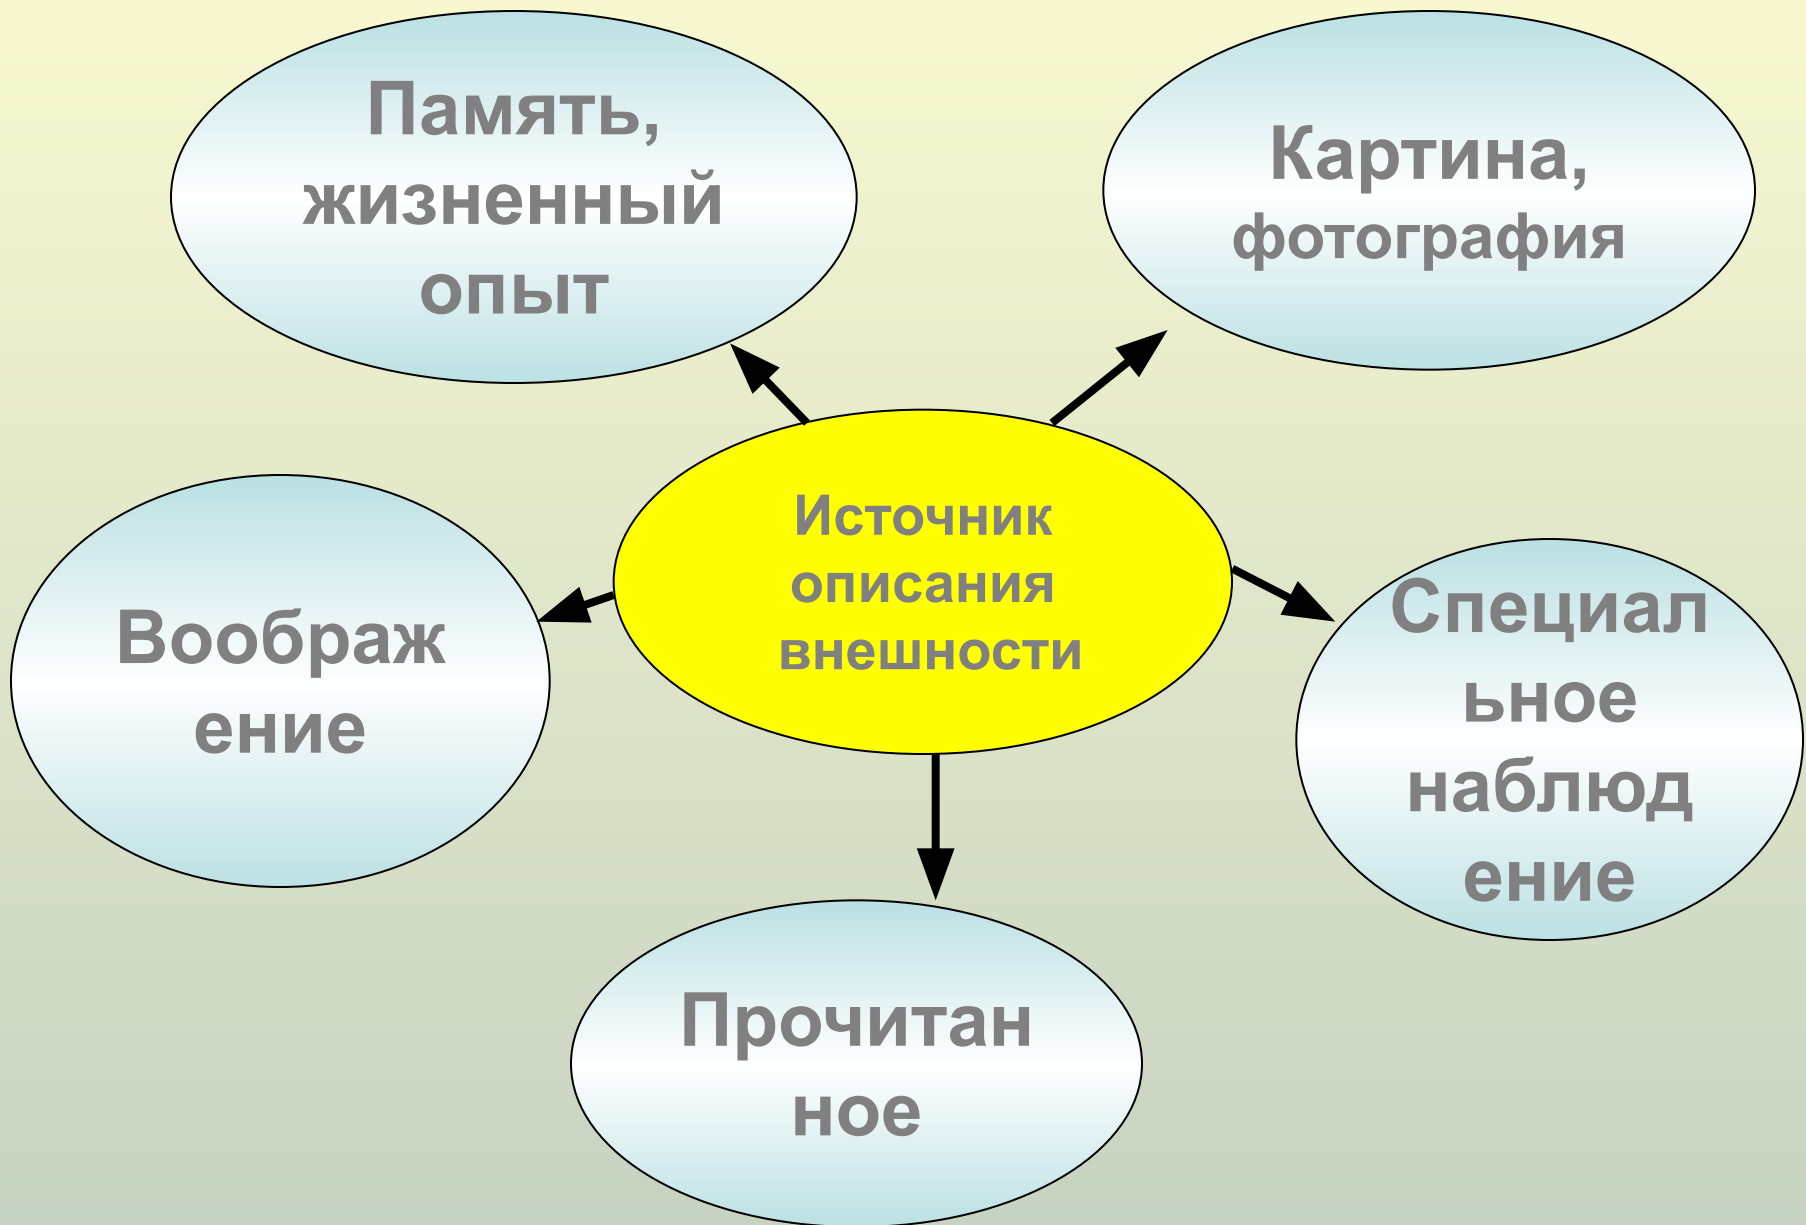 Память,
жизненный
опыт
Картина,
фотография
Источник
описания
внешности
Воображ
ение
Специал
ьное
наблюд
ение
Прочитан
ное